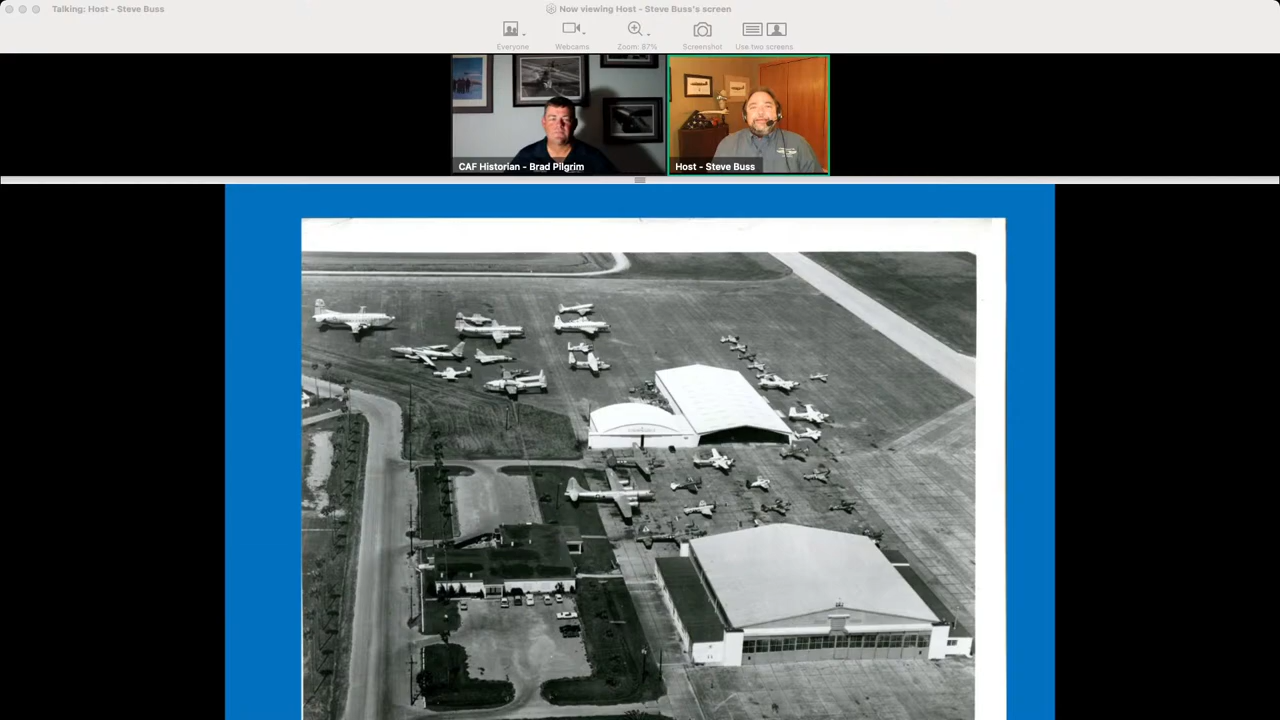 Talking: Host - Steve Buss
Now viewing Host - Steve Buss's screen
Everyone
Webcams
Zoom: 87%
Screenshot
Use two screens
CAF Historian - Brad Pilgrim
Host - Steve Buss